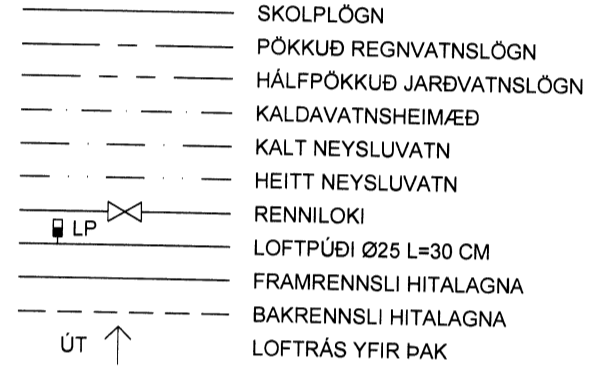 SKOLPLÖGN
PÖKKUÐ REGNVATNSLÖGN
HÁLFPÖKKUÐ JARÐVATNSLÖGN
KALDAVATNSHEIMÆÐ
KALT NEYSLUVATN
HEITT NEYSLUVATN
RENNILOKI
LP
LOFTPÚÐI Ø25 L=30 CM
FRAMRENNSLI HITALAGNA
BAKRENNSLI HITALAGNA
ÚT LOFTRÁS YFIR ÞAK